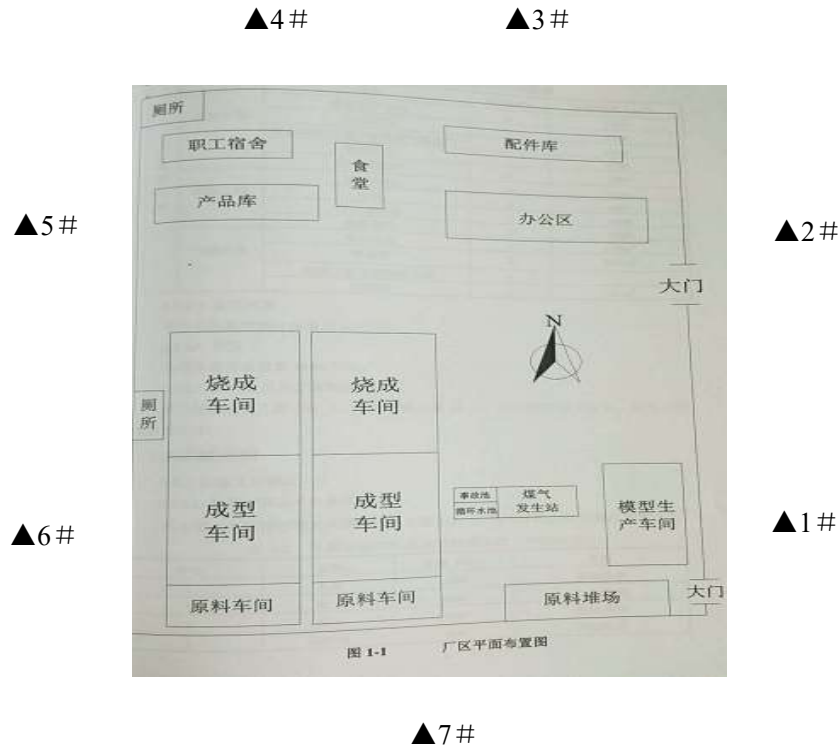 ▲4＃ ▲3＃
厕所
职工宿舍
食
堂
配件库
产品库
办公区
▲5＃
▲2＃
大门
N
烧成
车间
烧成
车间
厕
所
成型
车间
成型
车间
事故池
循环水池
煤气
发生站
模型生
产车间
▲6＃
▲1＃
原料车间
原料车间
原料堆场
大门
图 1-1 厂区平面布置图
▲7＃